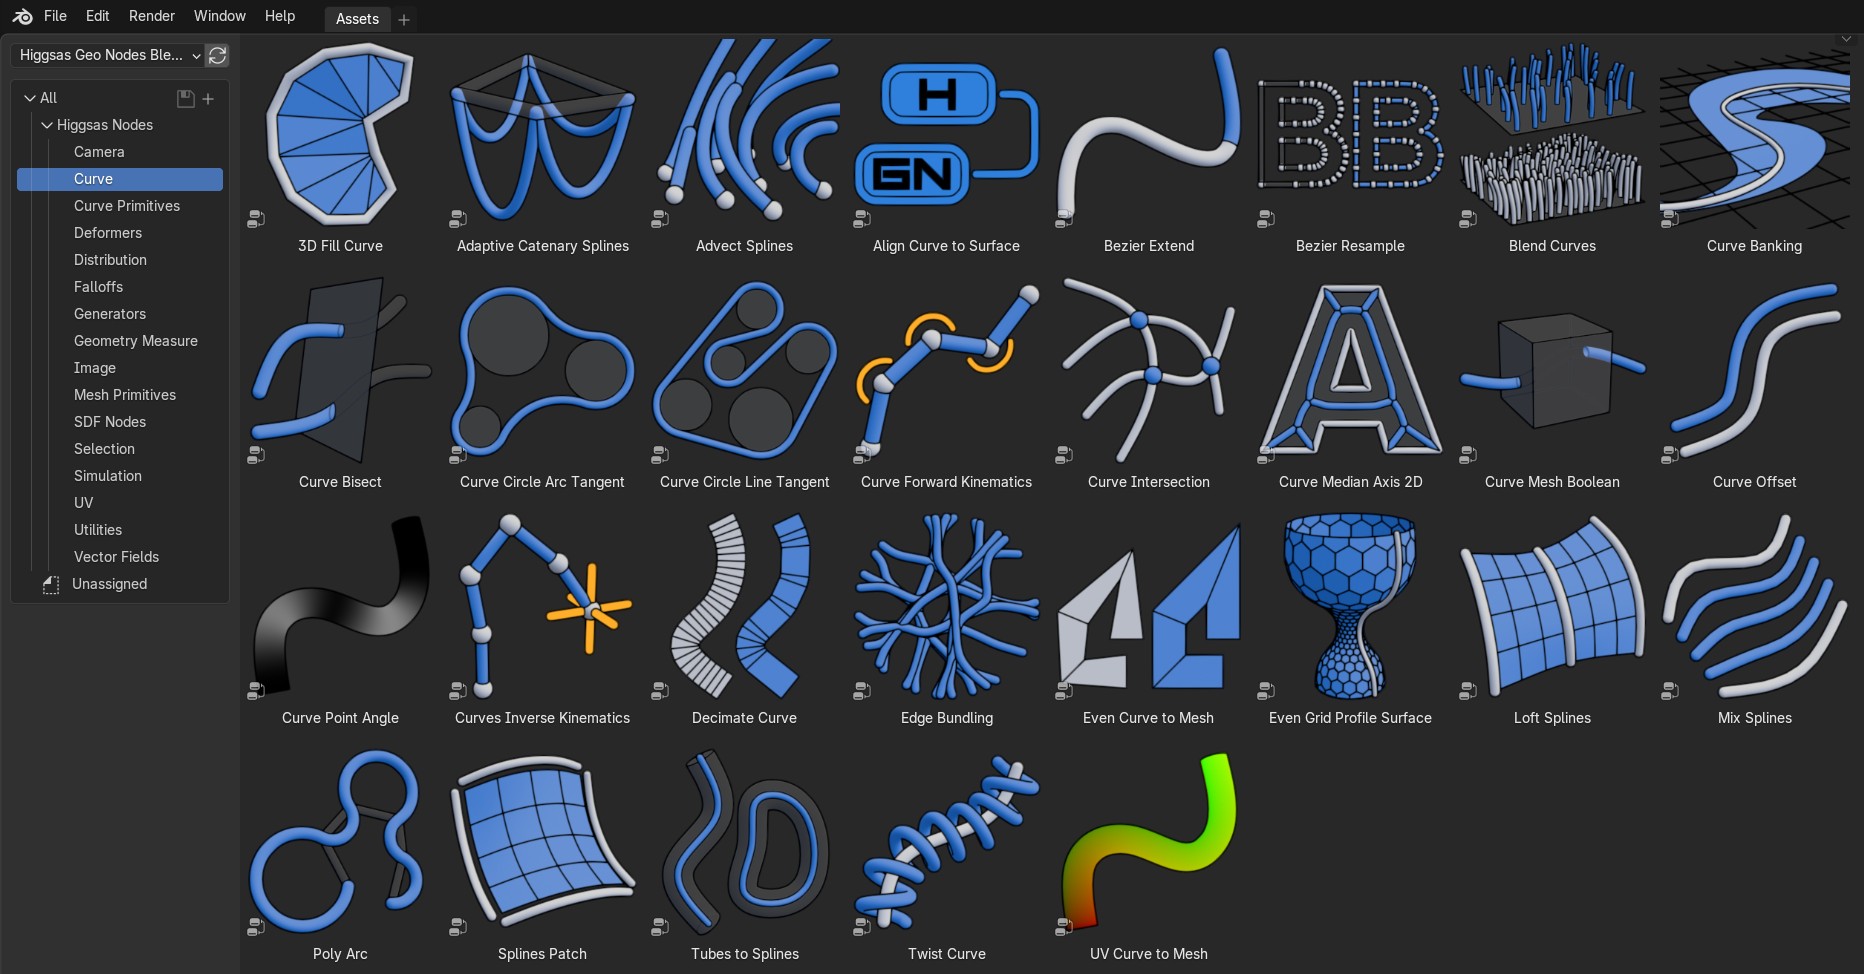 File Edit Render Window Help Assets
Higgsas Geo Nodes Ble...
All
Higgsas Nodes
Camera
Curve
Curve Primitives
Deformers
Distribution
Falloffs
Generators
Geometry Measure
Image
Mesh Primitives
SDF Nodes
Selection
Simulation
UV
Utilities
Vector Fields
Unassigned
H
GN
BB
3D Fill Curve Adaptive Catenary Splines Advect Splines Align Curve to Surface Bezier Extend Bezier Resample Blend Curves Curve Banking
A
Curve Bisect Curve Circle Arc Tangent Curve Circle Line Tangent Curve Forward Kinematics Curve Intersection Curve Median Axis 2D Curve Mesh Boolean Curve Offset
Curve Point Angle Curves Inverse Kinematics Decimate Curve Edge Bundling Even Curve to Mesh Even Grid Profile Surface Loft Splines Mix Splines
Poly Arc Splines Patch Tubes to Splines Twist Curve UV Curve to Mesh